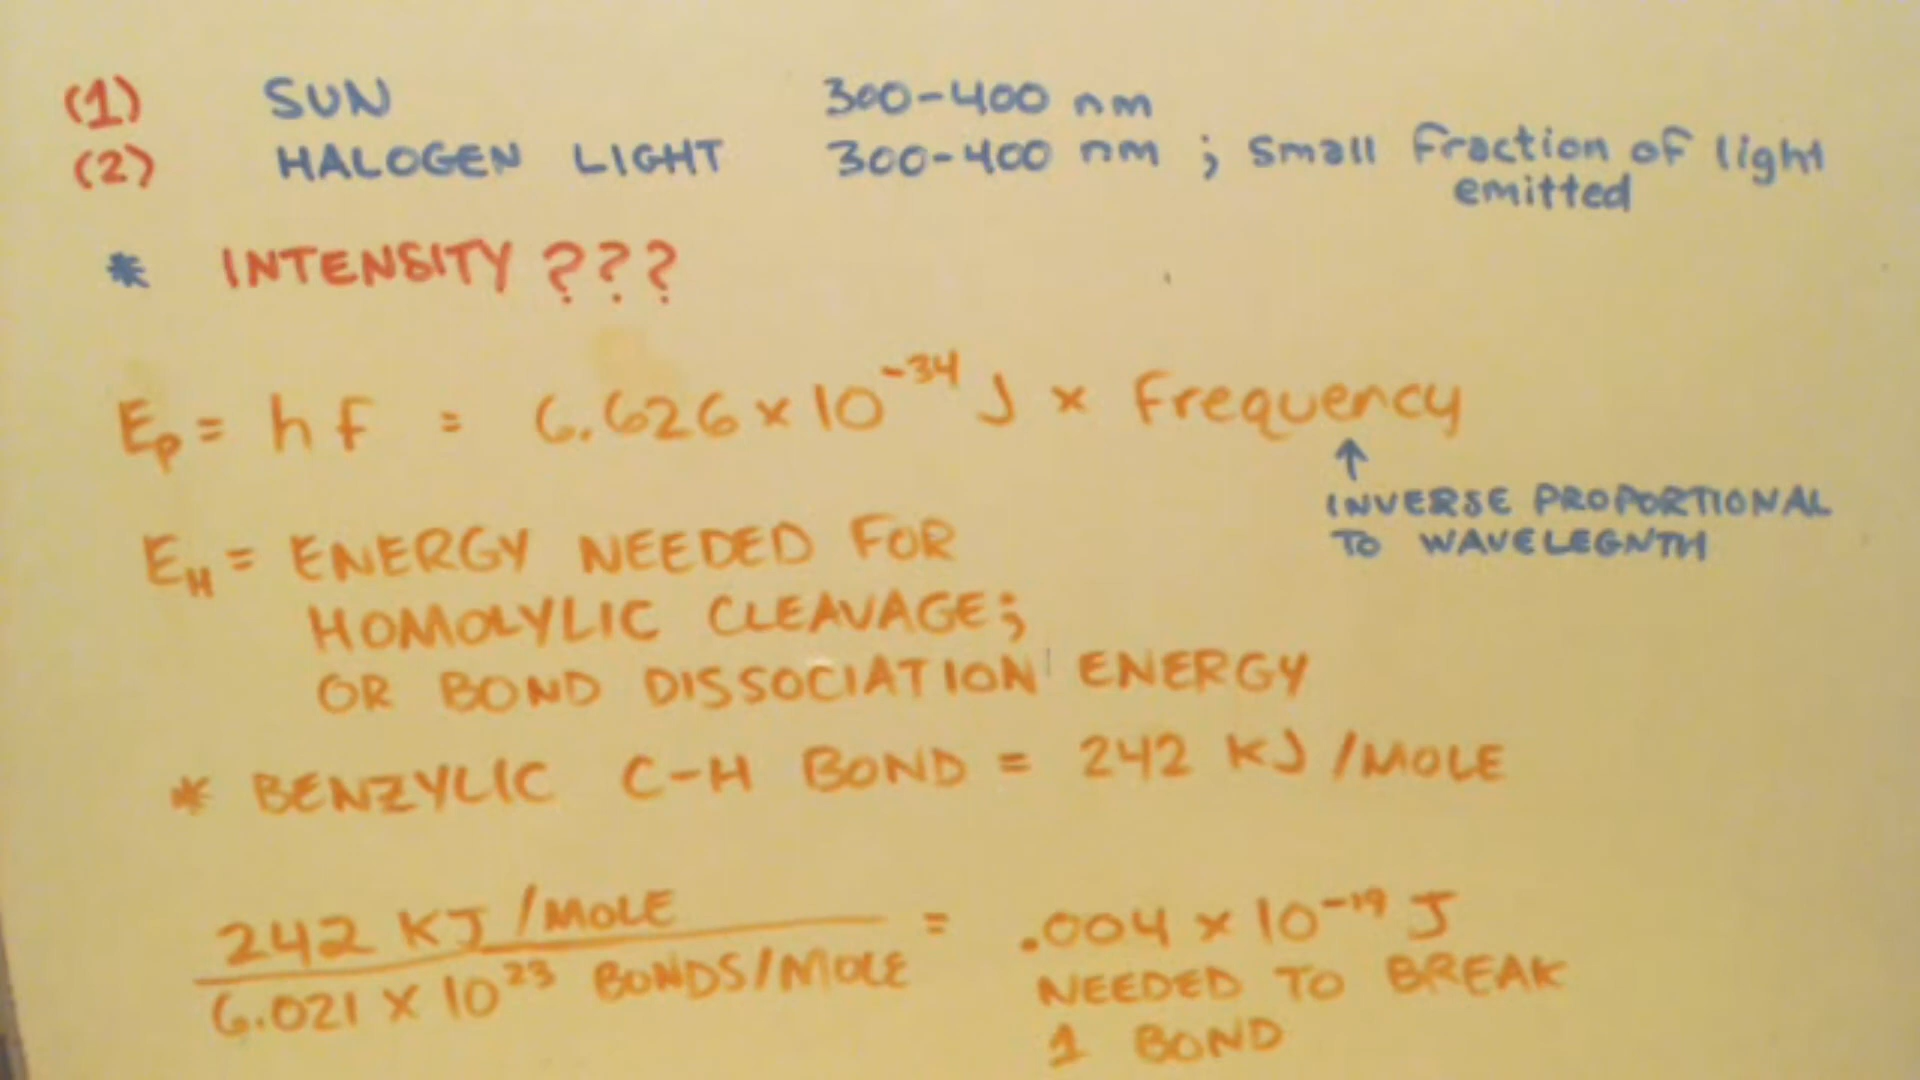 (1) SUN 300-400 nm
(2) HALOGEN LIGHT 300-400 nm ; small fraction of light
emitted
* INTENSITY ???
Ep = hf = 6.626 x 10^-34 J x Frequency
↑
INVERSE PROPORTIONAL
TO WAVELEGNTH
EH = ENERGY NEEDED FOR
HOMOLYLIC CLEAVAGE;
OR BOND DISSOCIATION ENERGY
* BENZYLIC C-H BOND = 242 KJ/MOLE
242 KJ/MOLE = .004 x 10^-19 J
6.021 x 10^23 BONDS/MOLE
NEEDED TO BREAK
1 BOND